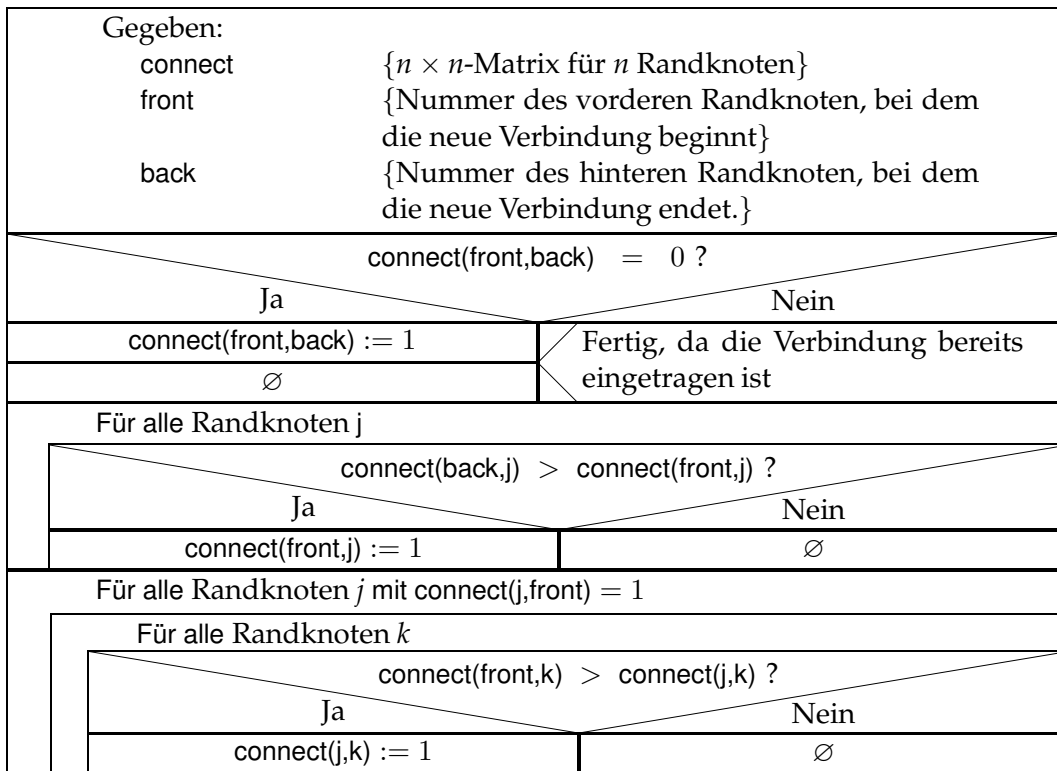 Gegeben:
connect {n × n-Matrix für n Randknoten}
front {Nummer des vorderen Randknoten, bei dem
die neue Verbindung beginnt}
back {Nummer des hinteren Randknoten, bei dem
die neue Verbindung endet.}
connect(front,back) = 0 ?
Ja Nein
connect(front,back) := 1
Fertig, da die Verbindung bereits
eingetragen ist
∅
Für alle Randknoten j
connect(back,j) > connect(front,j) ?
Ja Nein
connect(front,j) := 1 ∅
Für alle Randknoten j mit connect(j,front) = 1
Für alle Randknoten k
connect(front,k) > connect(j,k) ?
Ja Nein
connect(j,k) := 1 ∅